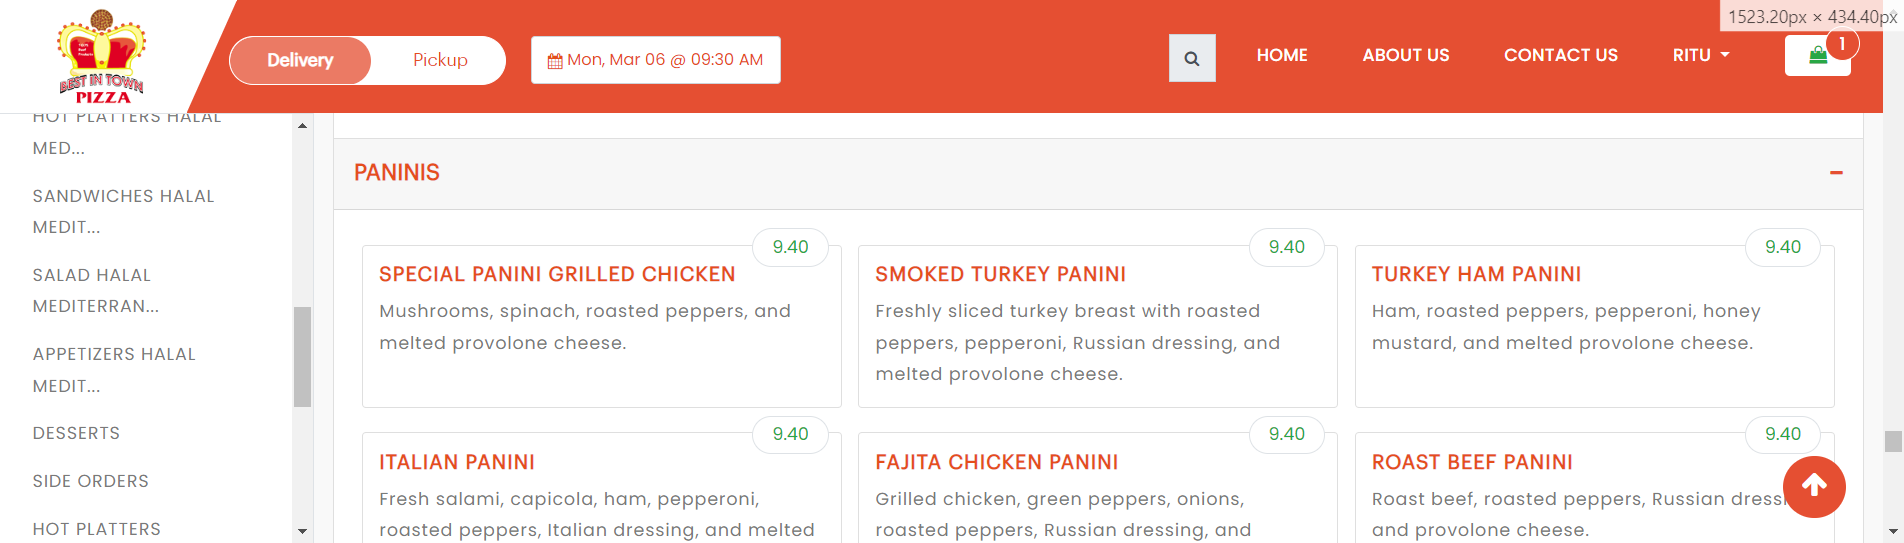 1523.20px × 434.40px
BEST IN TOWN
PIZZA
Delivery
Pickup
Mon, Mar 06 @ 09:30 AM
HOME
ABOUT US
CONTACT US
RITU
1
HOT PLATTERS HALAL
MED...
SANDWICHES HALAL
MEDIT...
SALAD HALAL
MEDITERRAN...
APPETIZERS HALAL
MEDIT...
DESSERTS
SIDE ORDERS
HOT PLATTERS
PANINIS
9.40
SPECIAL PANINI GRILLED CHICKEN
Mushrooms, spinach, roasted peppers, and
melted provolone cheese.
9.40
SMOKED TURKEY PANINI
Freshly sliced turkey breast with roasted
peppers, pepperoni, Russian dressing, and
melted provolone cheese.
9.40
TURKEY HAM PANINI
Ham, roasted peppers, pepperoni, honey
mustard, and melted provolone cheese.
9.40
ITALIAN PANINI
Fresh salami, capicola, ham, pepperoni,
roasted peppers, Italian dressing, and melted
9.40
FAJITA CHICKEN PANINI
Grilled chicken, green peppers, onions,
roasted peppers, Russian dressing, and
9.40
ROAST BEEF PANINI
Roast beef, roasted peppers, Russian dressi
and provolone cheese.